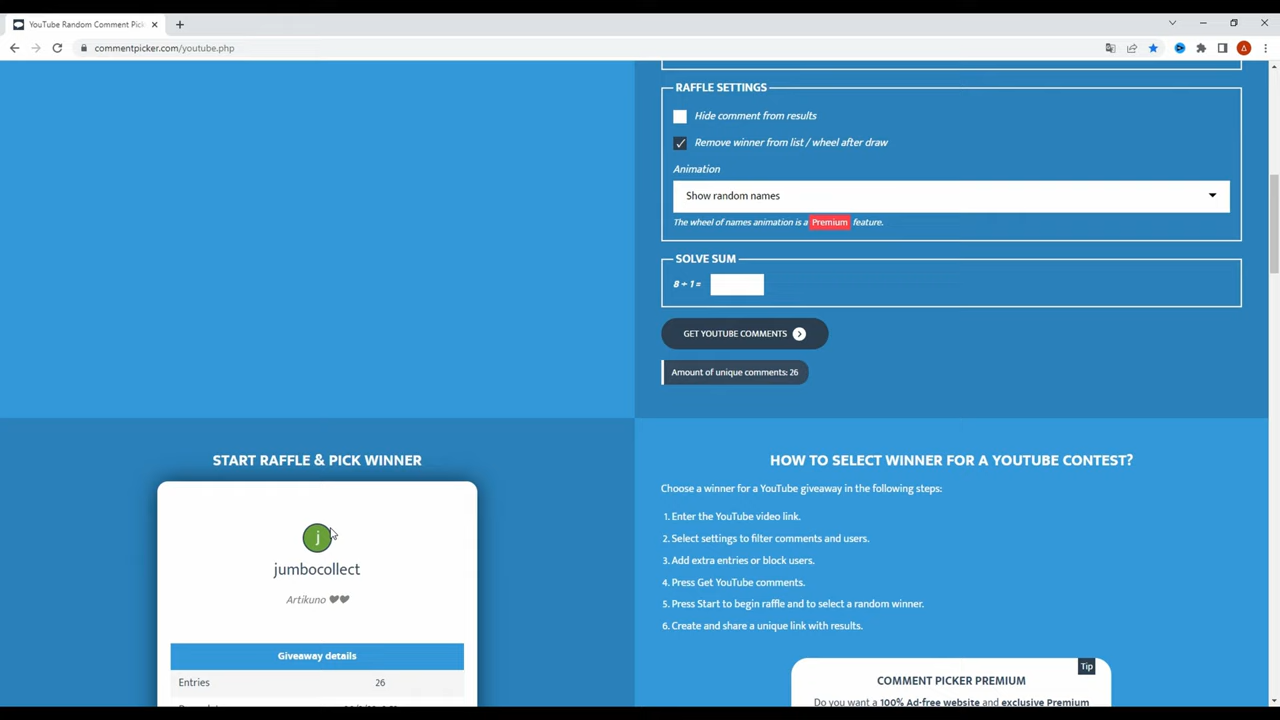 YouTube Random Comment Pick
commentpicker.com/youtube.php
Δ
RAFFLE SETTINGS
Hide comment from results
Remove winner from list / wheel after draw
Animation
Show random names
The wheel of names animation is a Premium feature.
SOLVE SUM
8 + 1 =
GET YOUTUBE COMMENTS
Amount of unique comments: 26
START RAFFLE & PICK WINNER
j
jumbocollect
Artikuno 🖤🖤
Giveaway details
Entries 26
HOW TO SELECT WINNER FOR A YOUTUBE CONTEST?
Choose a winner for a YouTube giveaway in the following steps:
1. Enter the YouTube video link.
2. Select settings to filter comments and users.
3. Add extra entries or block users.
4. Press Get YouTube comments.
5. Press Start to begin raffle and to select a random winner.
6. Create and share a unique link with results.
Tip
COMMENT PICKER PREMIUM
Do you want a 100% Ad-free website and exclusive Premium